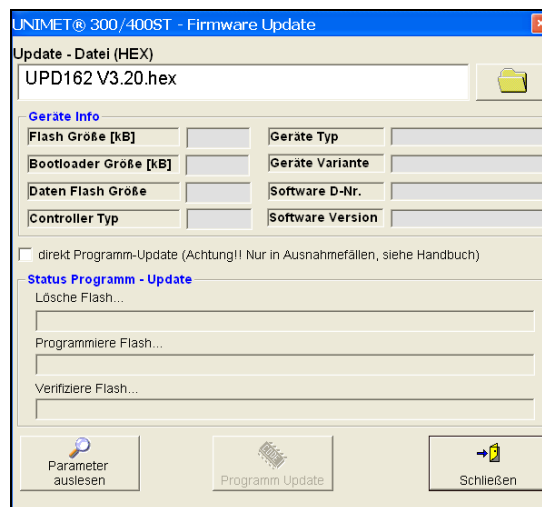 UNIMET® 300/400ST - Firmware Update
Update - Datei (HEX)
UPD162 V3.20.hex
Geräte Info
Flash Größe [kB]
Geräte Typ
Bootloader Größe [kB]
Geräte Variante
Daten Flash Größe
Software D-Nr.
Controller Typ
Software Version
direkt Programm-Update (Achtung!! Nur in Ausnahmefällen, siehe Handbuch)
Status Programm - Update
Lösche Flash...
Programmiere Flash...
Verifiziere Flash...
Parameter
auslesen
Programm Update
Schließen